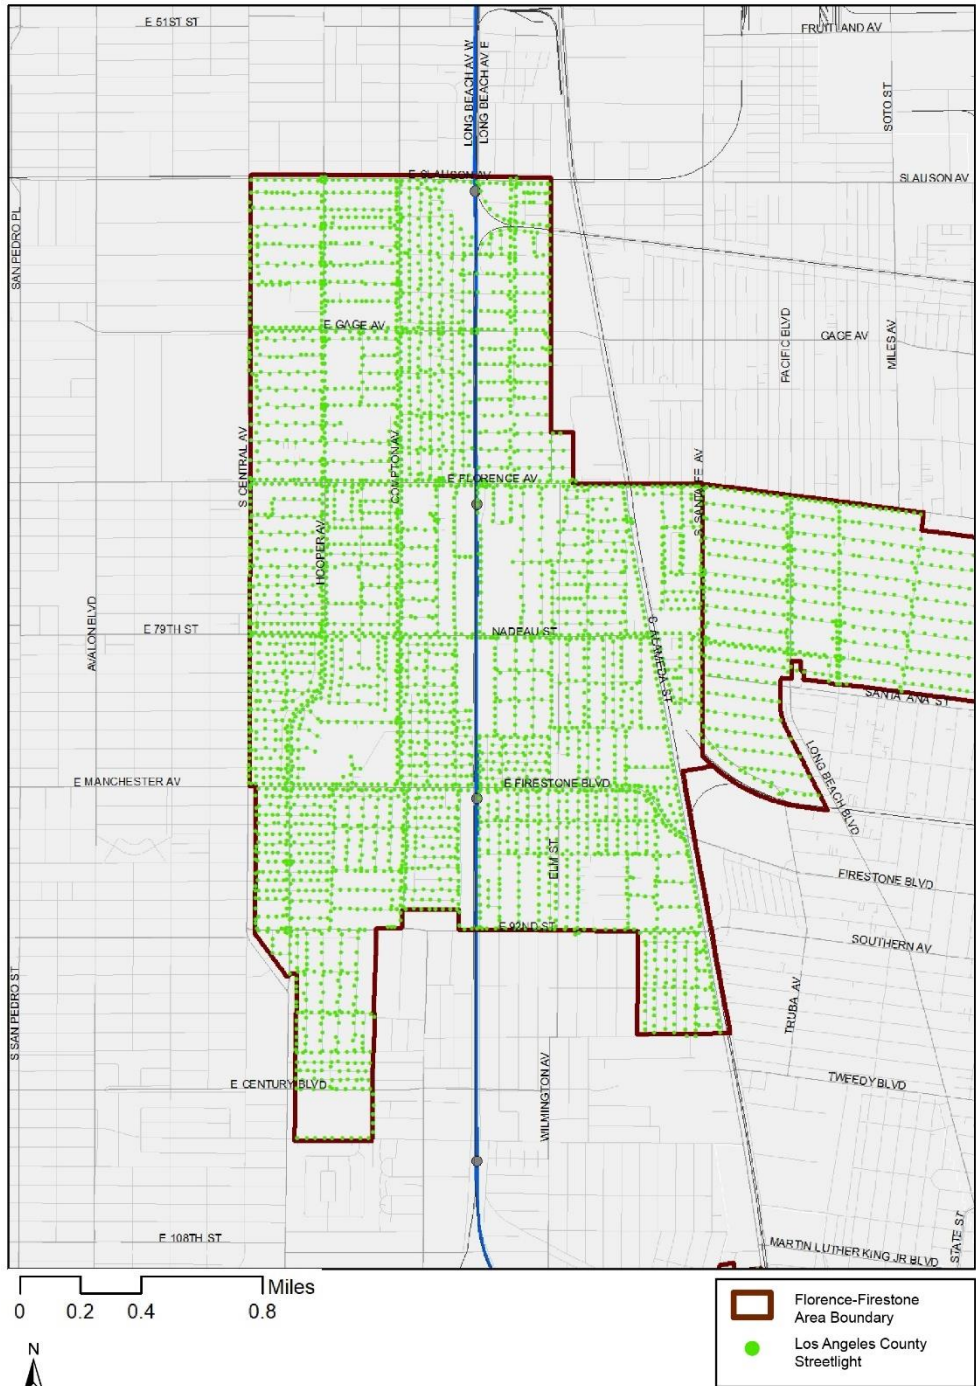 E 51ST ST
FRUITLAND AV
LONG BEACH AV W
LONG BEACH AV E
SOTO ST
E SLAUSON AV
SLAUSON AV
SAN PEDRO PL
E GAGE AV
GAGE AV
PACIFIC BLVD
MILES AV
S CENTRAL AV
COMPTON AV
E FLORENCE AV
S SANTA FE AV
HOOPER AV
AVALON BLVD
E 79TH ST
NADEAU ST
S ALAMEDA ST
SANTA ANA ST
E MANCHESTER AV
E FIRESTONE BLVD
LONG BEACH BLVD
ELM ST
FIRESTONE BLVD
E 92ND ST
SOUTHERN AV
S SAN PEDRO ST
TRUBA AV
E CENTURY BLVD
WILMINGTON AV
TWEEDY BLVD
E 108TH ST
MARTIN LUTHER KING JR BLVD
STATE ST
Miles
0 0.2 0.4 0.8
N
Florence-Firestone
Area Boundary
Los Angeles County
Streetlight